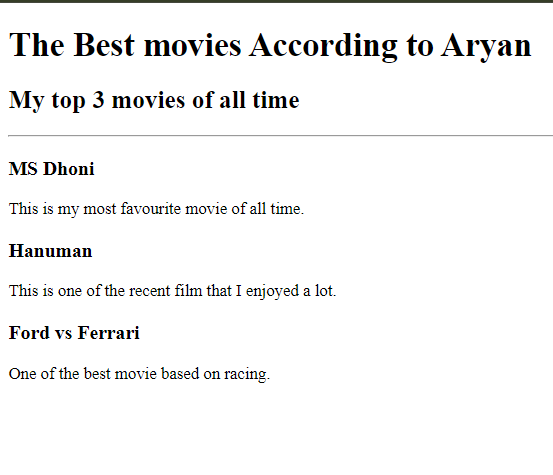 The Best movies According to Aryan
My top 3 movies of all time
MS Dhoni
This is my most favourite movie of all time.
Hanuman
This is one of the recent film that I enjoyed a lot.
Ford vs Ferrari
One of the best movie based on racing.